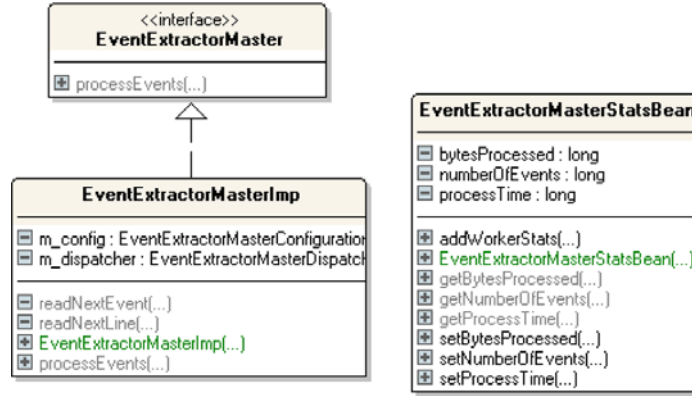 <<interface>>
EventExtractorMaster
processEvents(...)
EventExtractorMasterImp
m_config : EventExtractorMasterConfiguration
m_dispatcher : EventExtractorMasterDispatch
readNextEvent(...)
readNextLine(...)
EventExtractorMasterImp(...)
processEvents(...)
EventExtractorMasterStatsBean
bytesProcessed : long
numberOfEvents : long
processTime : long
addWorkerStats(...)
EventExtractorMasterStatsBean(...)
getBytesProcessed(...)
getNumberOfEvents(...)
getProcessTime(...)
setBytesProcessed(...)
setNumberOfEvents(...)
setProcessTime(...)